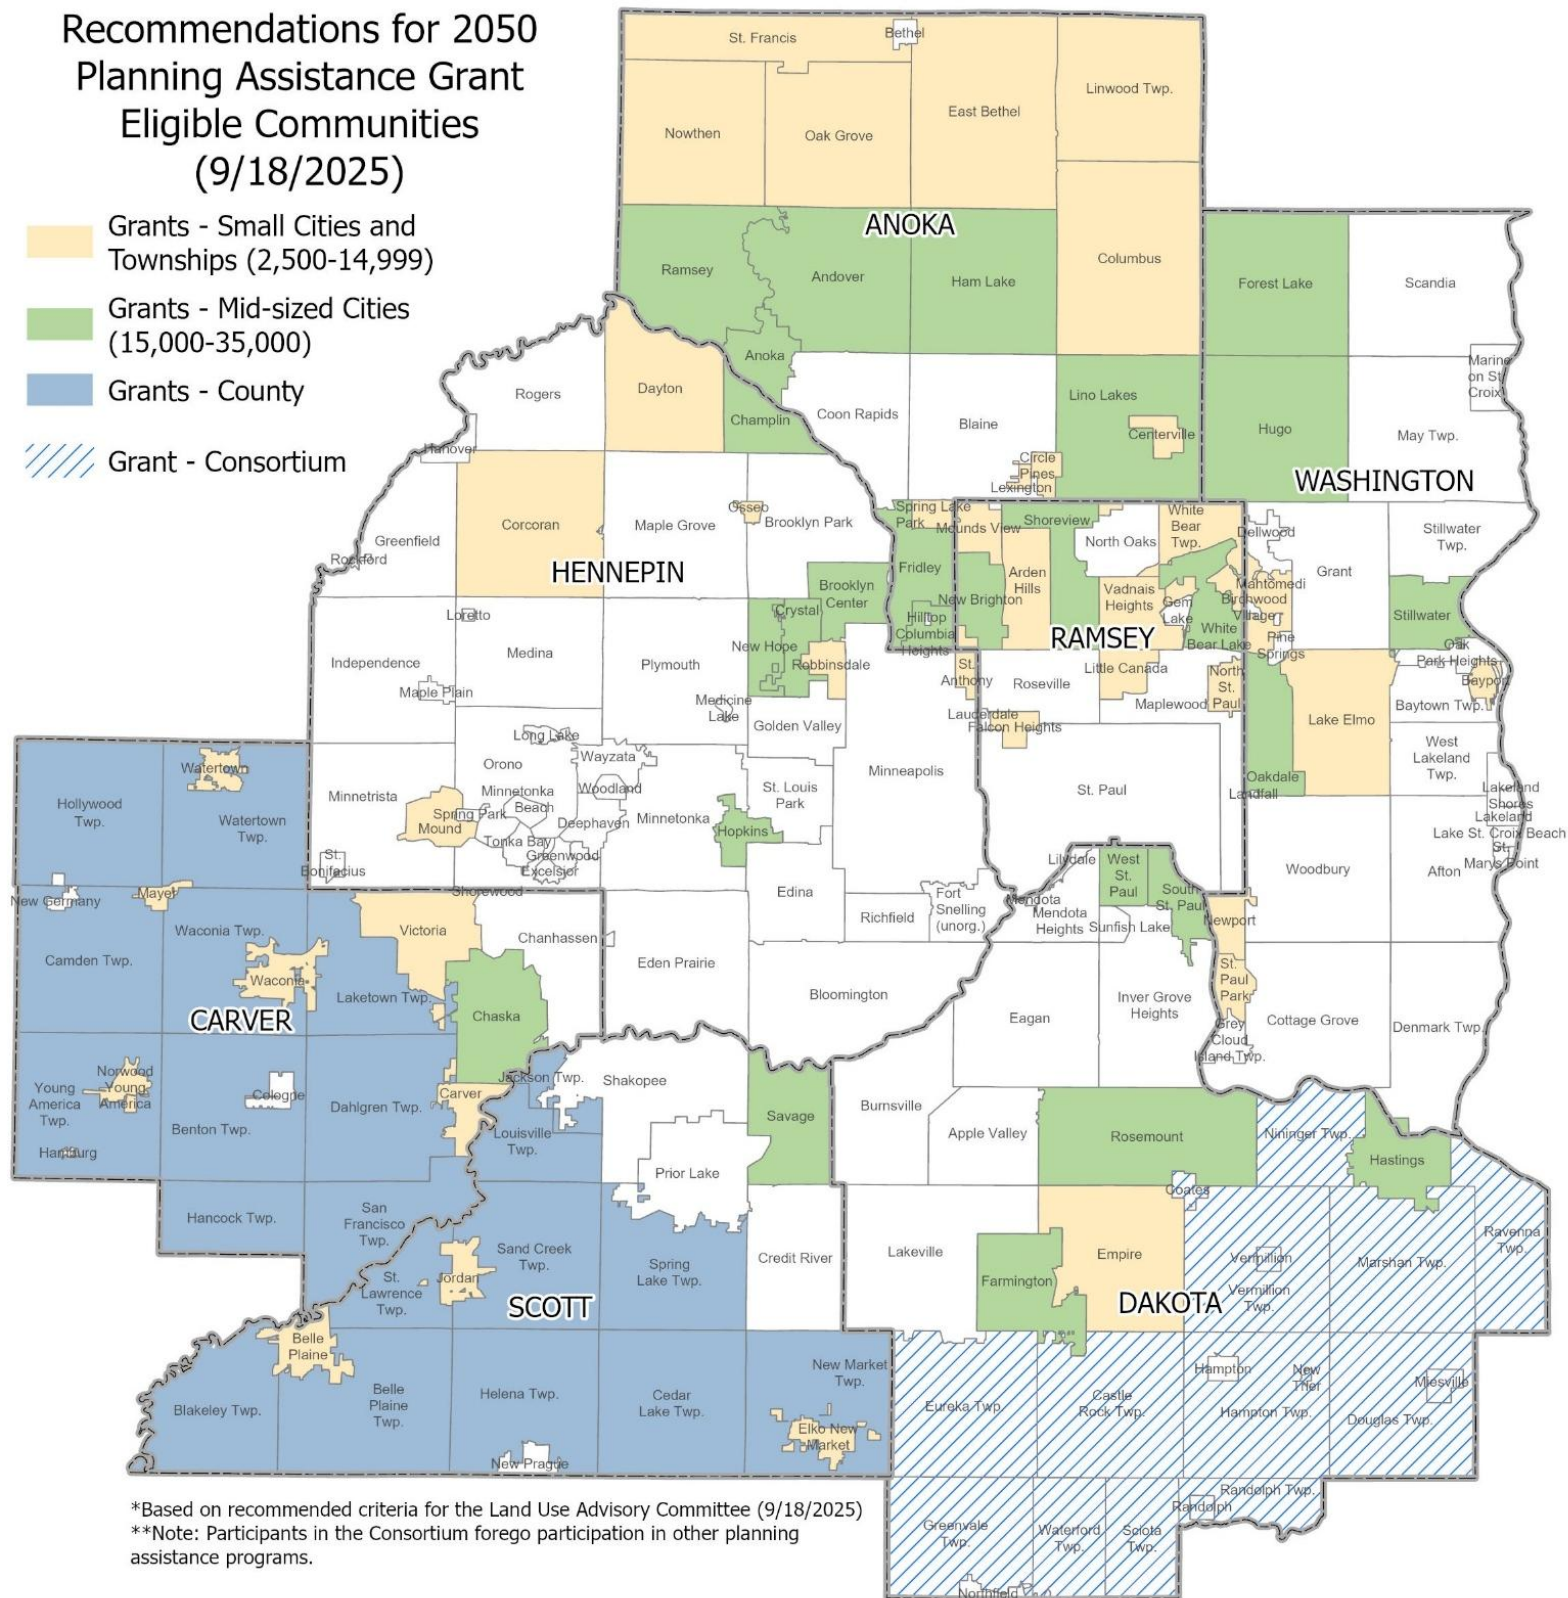 Recommendations for 2050
Planning Assistance Grant
Eligible Communities
(9/18/2025)
Grants - Small Cities and
Townships (2,500-14,999)
Grants - Mid-sized Cities
(15,000-35,000)
Grants - County
Grant - Consortium
St. Francis
Bethel
Linwood Twp.
Nowthen
Oak Grove
East Bethel
ANOKA
Ramsey
Andover
Ham Lake
Columbus
Anoka
Coon Rapids
Blaine
Lino Lakes
Centerville
Circle
Pines
Lexington
Spring Lake
Park
Fridley
Hilltop
Columbia
Heights
Forest Lake
Scandia
Marine
on St.
Croix
Hugo
May Twp.
WASHINGTON
Dellwood
Stillwater
Twp.
Grant
Mahtomedi
Birchwood
Village
Pine
Springs
Stillwater
Oak
Park Heights
Bayport
Baytown Twp.
Lake Elmo
West
Lakeland
Twp.
Oakdale
Landfall
Lakeland
Shores
Lakeland
Lake St. Croix Beach
St.
Marys Point
Woodbury
Afton
Newport
St.
Paul
Park
Grey
Cloud
Island Twp.
Cottage Grove
Denmark Twp.
Rogers
Dayton
Champlin
Hanover
Corcoran
Maple Grove
Osseo
Brooklyn Park
Greenfield
Rockford
HENNEPIN
Brooklyn
Center
Crystal
New Hope
Robbinsdale
Loretto
Independence
Medina
Plymouth
Maple Plain
Medicine
Lake
Golden Valley
Long Lake
Orono
Wayzata
Woodland
Minnetrista
Minnetonka
Beach
Spring Park
Mound
Tonka Bay
Deephaven
Greenwood
Excelsior
Shorewood
St.
Bonifacius
Minnetonka
St. Louis
Park
Hopkins
Minneapolis
Edina
Richfield
Fort
Snelling
(unorg.)
Eden Prairie
Bloomington
Mounds View
Shoreview
North Oaks
White
Bear
Twp.
Arden
Hills
New Brighton
Vadnais
Heights
Gem
Lake
White
Bear Lake
RAMSEY
St.
Anthony
Roseville
Little Canada
North
St.
Paul
Maplewood
Lauderdale
Falcon Heights
St. Paul
Watertown
Hollywood
Twp.
Watertown
Twp.
New Germany
Mayer
Waconia Twp.
Camden Twp.
Waconia
Victoria
Chanhassen
Laketown Twp.
CARVER
Chaska
Norwood
Young
America
Young
America
Twp.
Cologne
Hamburg
Benton Twp.
Dahlgren Twp.
Carver
Hancock Twp.
San
Francisco
Twp.
Jackson Twp.
Shakopee
Louisville
Twp.
Prior Lake
Savage
Sand Creek
Twp.
Spring
Lake Twp.
Credit River
St.
Lawrence
Twp.
Jordan
SCOTT
Belle
Plaine
Blakeley Twp.
Belle
Plaine
Twp.
Helena Twp.
Cedar
Lake Twp.
New Market
Twp.
Elko New
Market
New Prague
Lilydale
West
St.
Paul
South
St. Paul
Mendota
Mendota
Heights
Sunfish Lake
Eagan
Inver Grove
Heights
Burnsville
Apple Valley
Rosemount
Nininger Twp.
Hastings
Coates
Lakeville
Farmington
Empire
DAKOTA
Vermillion
Vermillion
Twp.
Marshan Twp.
Ravenna
Twp.
Eureka Twp.
Castle
Rock Twp.
Hampton
New
Trier
Hampton Twp.
Miesville
Douglas Twp.
Randolph Twp.
Randolph
Greenvale
Twp.
Waterford
Twp.
Sciota
Twp.
Northfield
*Based on recommended criteria for the Land Use Advisory Committee (9/18/2025)
**Note: Participants in the Consortium forego participation in other planning
assistance programs.